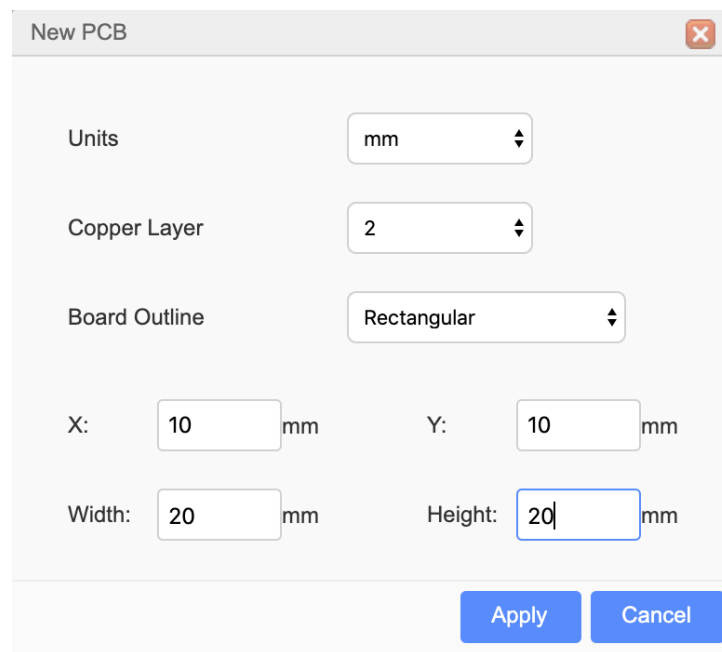 New PCB
Units mm
Copper Layer 2
Board Outline Rectangular
X: 10 mm Y: 10 mm
Width: 20 mm Height: 20 mm
Apply Cancel